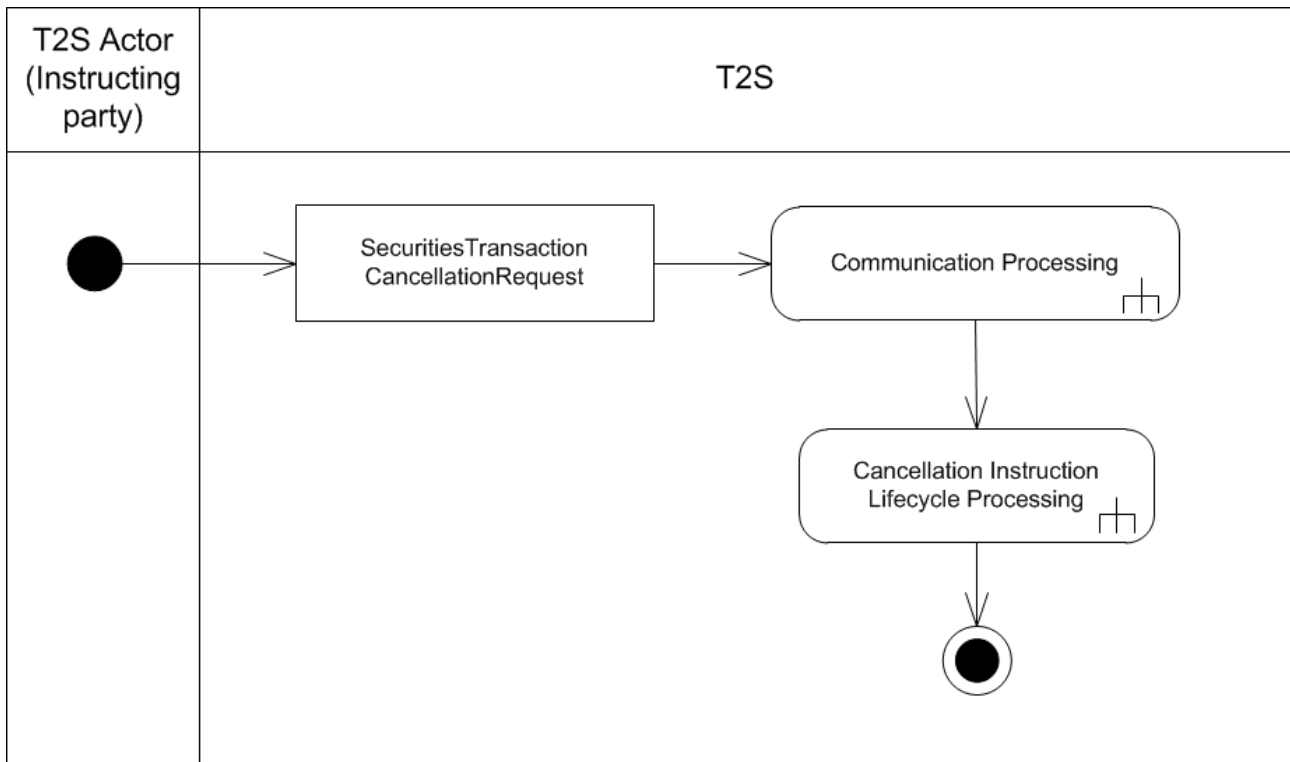 T2S Actor
(Instructing
party)
T2S
SecuritiesTransaction
CancellationRequest
Communication Processing
Cancellation Instruction
Lifecycle Processing